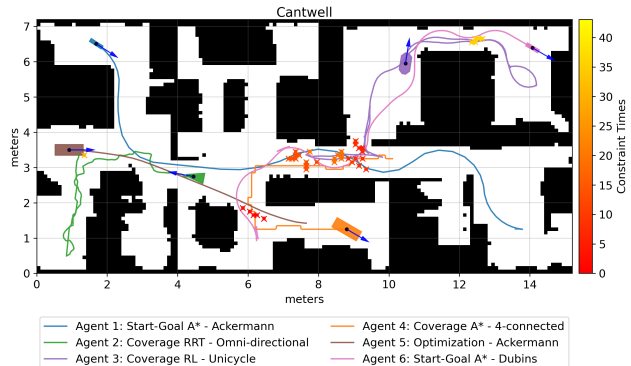 Cantwell
7
6
5
4
3
2
1
0
meters
0 2 4 6 8 10 12 14
meters
40
35
30
25
20
15
10
5
0
Constraint Times
Agent 1: Start-Goal A* - Ackermann
Agent 2: Coverage RRT - Omni-directional
Agent 3: Coverage RL - Unicycle
Agent 4: Coverage A* - 4-connected
Agent 5: Optimization - Ackermann
Agent 6: Start-Goal A* - Dubins